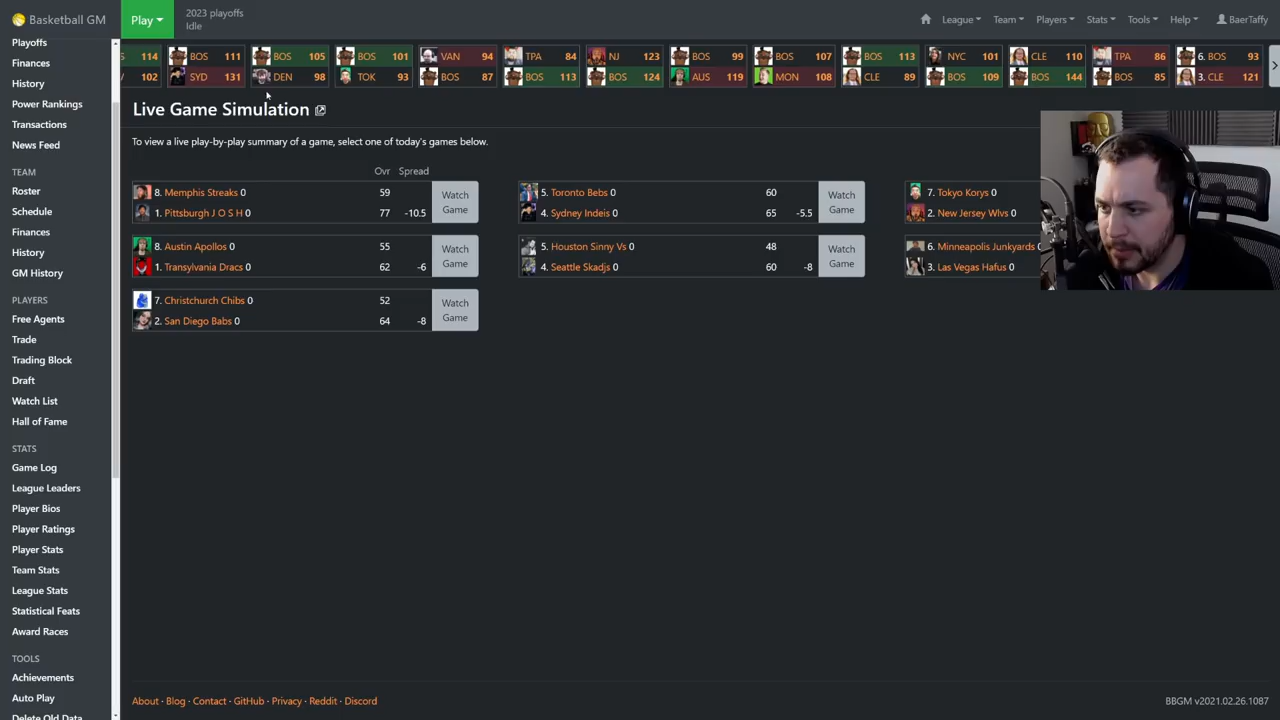 Basketball GM
Play
2023 playoffs
Idle
League
Team
Players
Stats
Tools
Help
BaerTaffy
114
102
BOS 111
SYD 131
BOS 105
DEN 98
BOS 101
TOK 93
VAN 94
BOS 87
TPA 84
BOS 113
NJ 123
BOS 124
BOS 99
AUS 119
BOS 107
MON 108
BOS 113
CLE 89
NYC 101
BOS 109
CLE 110
BOS 144
TPA 86
BOS 85
6. BOS 93
3. CLE 121
Playoffs
Finances
History
Power Rankings
Transactions
News Feed
TEAM
Roster
Schedule
Finances
History
GM History
PLAYERS
Free Agents
Trade
Trading Block
Draft
Watch List
Hall of Fame
STATS
Game Log
League Leaders
Player Bios
Player Ratings
Player Stats
Team Stats
League Stats
Statistical Feats
Award Races
TOOLS
Achievements
Auto Play
Delete Old Data
Live Game Simulation
To view a live play-by-play summary of a game, select one of today's games below.
Ovr Spread
8. Memphis Streaks 0 59
1. Pittsburgh J O S H 0 77 -10.5
Watch Game
5. Toronto Bebs 0 60
4. Sydney Indeis 0 65 -5.5
Watch Game
7. Tokyo Korys 0
2. New Jersey Wlvs 0
8. Austin Apollos 0 55
1. Transylvania Dracs 0 62 -6
Watch Game
5. Houston Sinny Vs 0 48
4. Seattle Skadjs 0 60 -8
Watch Game
6. Minneapolis Junkyards 0
3. Las Vegas Hafus 0
7. Christchurch Chibs 0 52
2. San Diego Babs 0 64 -8
Watch Game
About · Blog · Contact · GitHub · Privacy · Reddit · Discord
BBGM v2021.02.26.1087